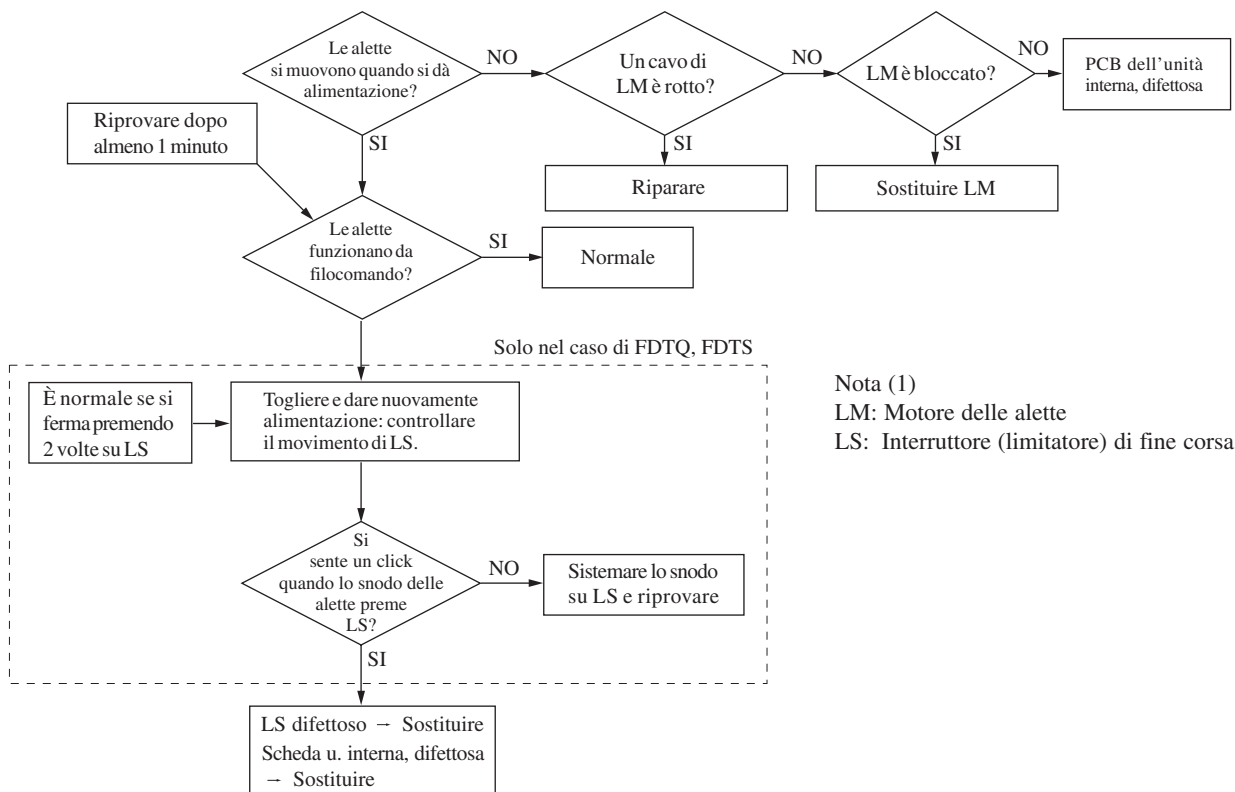 Le alette
si muovono quando si dà
alimentazione?
NO
Un cavo di
LM è rotto?
NO
LM è bloccato?
NO
PCB dell'unità
interna, difettosa
Riprovare dopo
almeno 1 minuto
SI
SI
Riparare
SI
Sostituire LM
Le alette
funzionano da
filocomando?
SI
Normale
Solo nel caso di FDTQ, FDTS
È normale se si
ferma premendo
2 volte su LS
Togliere e dare nuovamente
alimentazione: controllare
il movimento di LS.
Nota (1)
LM: Motore delle alette
LS: Interruttore (limitatore) di fine corsa
Si
sente un click
quando lo snodo delle
alette preme
LS?
NO
Sistemare lo snodo
su LS e riprovare
SI
LS difettoso → Sostituire
Scheda u. interna, difettosa
→ Sostituire